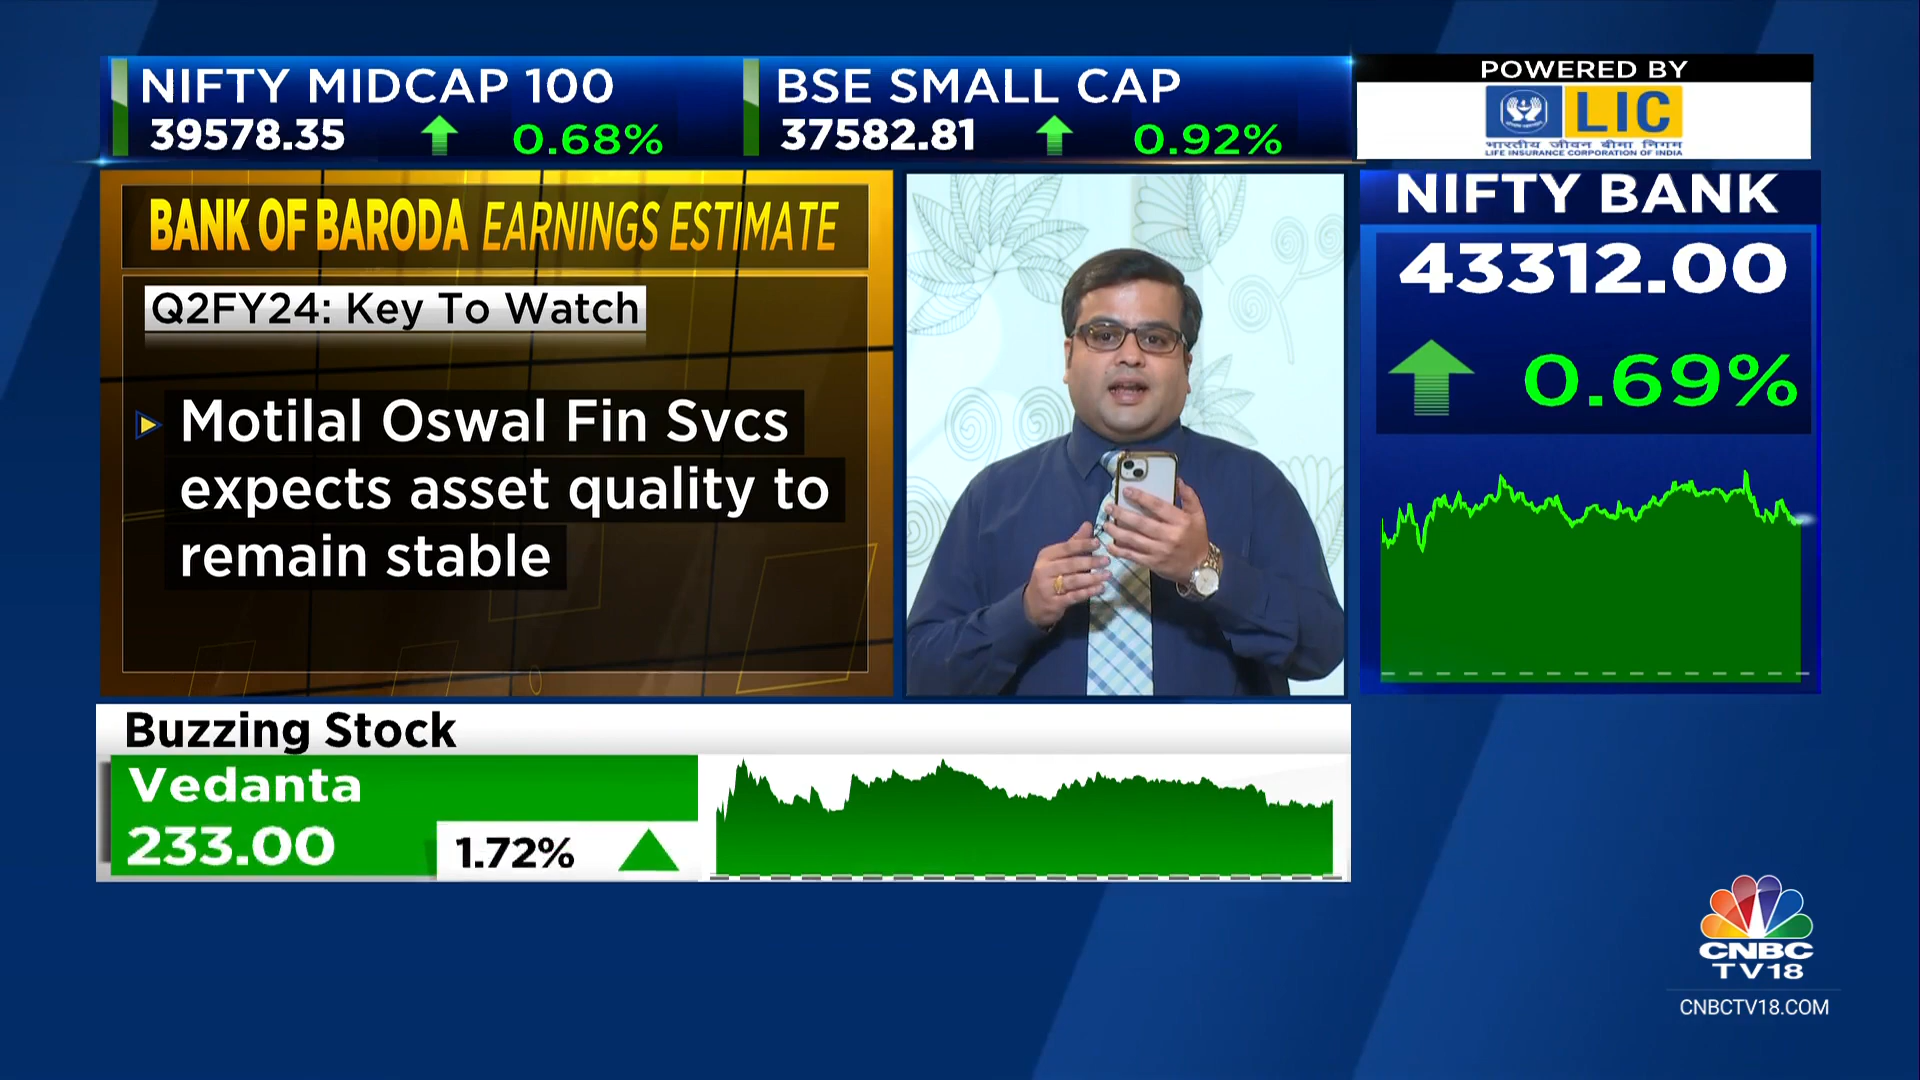 NIFTY MIDCAP 100
39578.35 0.68%
BSE SMALL CAP
37582.81 0.92%
POWERED BY
LIC
भारतीय जीवन बीमा निगम
LIFE INSURANCE CORPORATION OF INDIA
BANK OF BARODA EARNINGS ESTIMATE
Q2FY24: Key To Watch
Motilal Oswal Fin Svcs
expects asset quality to
remain stable
NIFTY BANK
43312.00
0.69%
Buzzing Stock
Vedanta
233.00
1.72%
CNBC
TV18
CNBCTV18.COM